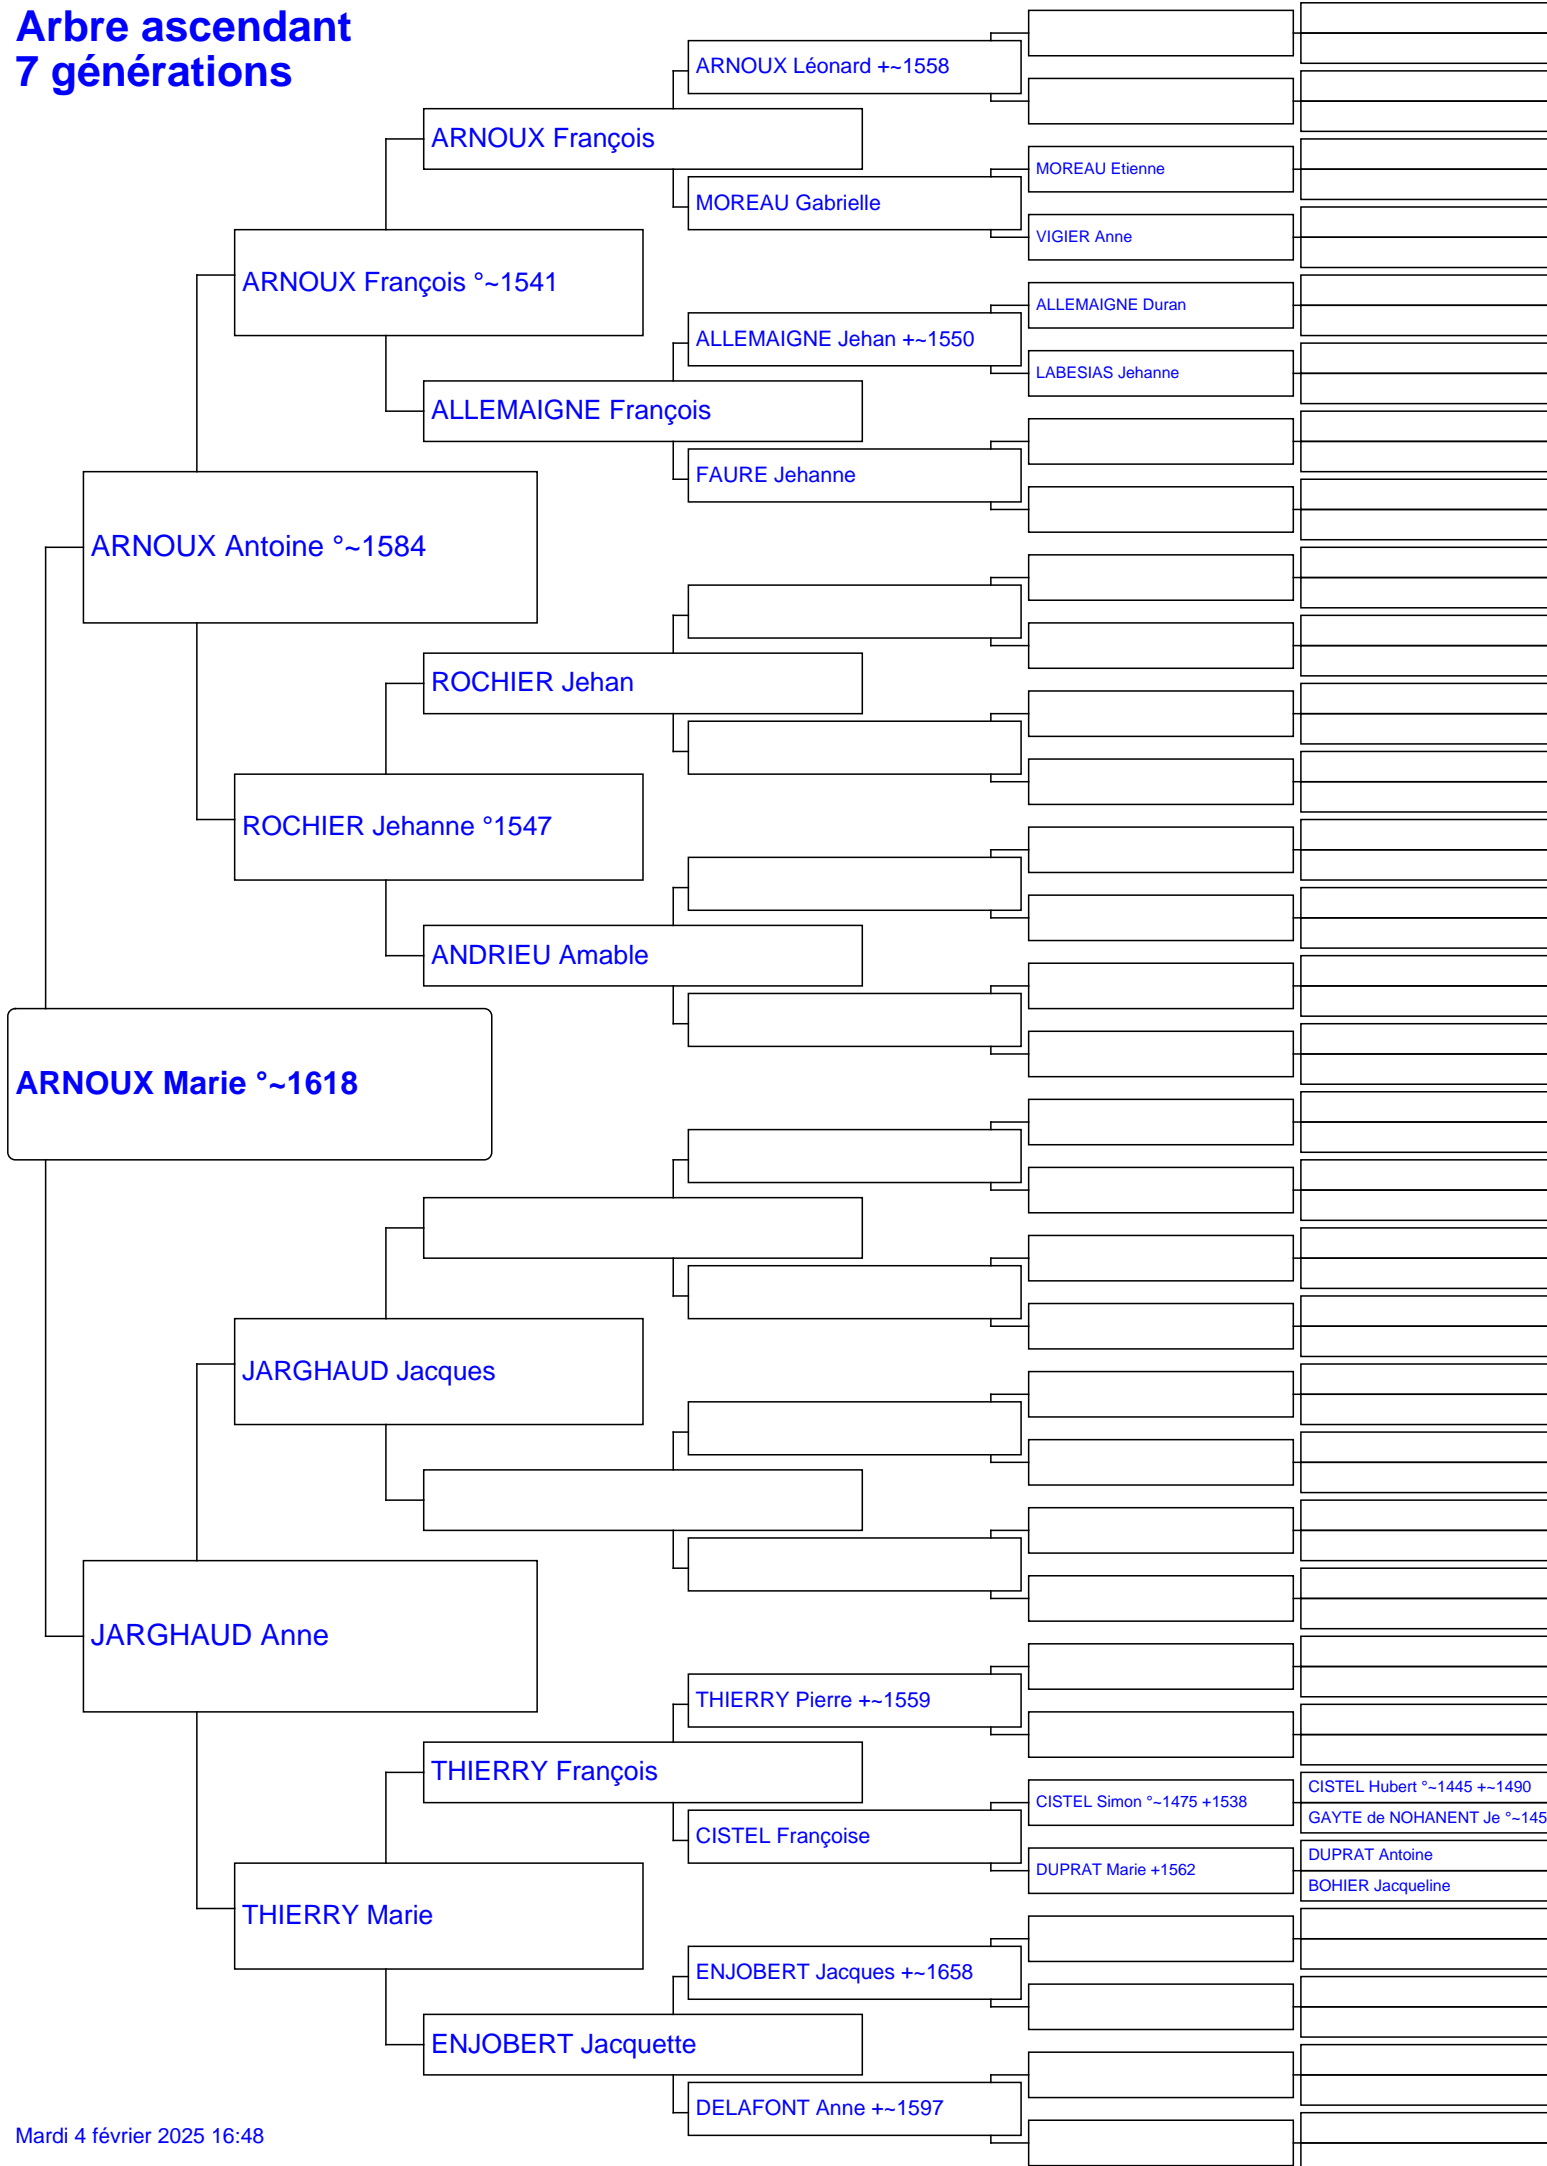 Arbre ascendant
7 générations
ARNOUX Léonard +~1558
ARNOUX François
MOREAU Etienne
MOREAU Gabrielle
VIGIER Anne
ARNOUX François °~1541
ALLEMAIGNE Duran
ALLEMAIGNE Jehan +~1550
LABESIAS Jehanne
ALLEMAIGNE François
FAURE Jehanne
ARNOUX Antoine °~1584
ROCHIER Jehan
ROCHIER Jehanne °1547
ANDRIEU Amable
ARNOUX Marie °~1618
JARGHAUD Jacques
JARGHAUD Anne
THIERRY Pierre +~1559
THIERRY François
CISTEL Hubert °~1445 +~1490
CISTEL Simon °~1475 +1538
GAYTE de NOHANENT Je °~145
CISTEL Françoise
DUPRAT Antoine
DUPRAT Marie +1562
BOHIER Jacqueline
THIERRY Marie
ENJOBERT Jacques +~1658
ENJOBERT Jacquette
DELAFONT Anne +~1597
Mardi 4 février 2025 16:48